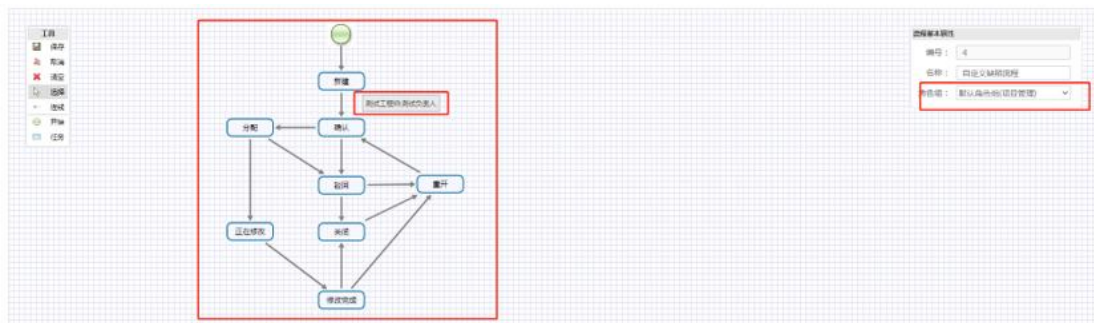 工具
保存
取消
清空
选择
连线
开始
任务
新建
测试工程师/测试负责人
分配
确认
驳回
重开
正在修改
关闭
修改完成
流程基本属性
编号：
4
名称：
自定义缺陷流程
角色组：
默认角色组(项目管理)